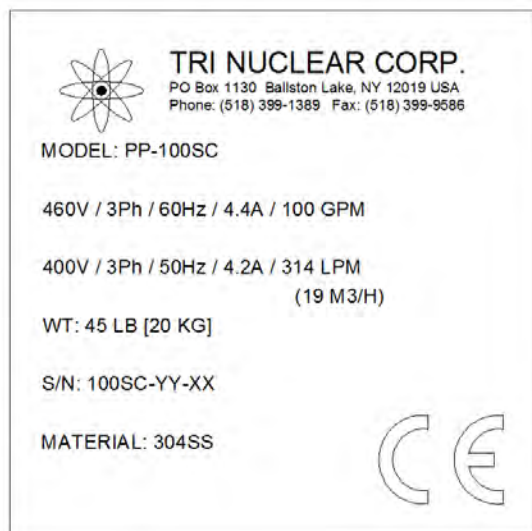 TRI NUCLEAR CORP.
PO Box 1130 Ballston Lake, NY 12019 USA
Phone: (518) 399-1389 Fax: (518) 399-9586
MODEL: PP-100SC
460V / 3Ph / 60Hz / 4.4A / 100 GPM
400V / 3Ph / 50Hz / 4.2A / 314 LPM
(19 M3/H)
WT: 45 LB [20 KG]
S/N: 100SC-YY-XX
MATERIAL: 304SS
CE